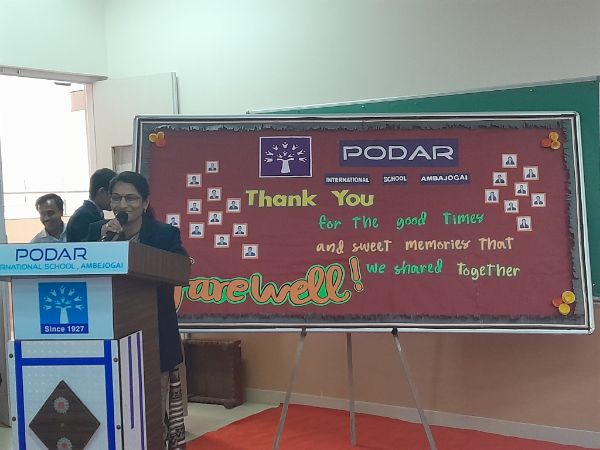 PODAR
INTERNATIONAL SCHOOL AMBAJOGAI
Thank You
for the good times
and sweet memories that
we shared together
Farewell!
PODAR
ERNATIONAL SCHOOL, AMBEJOGAI
Since 1927